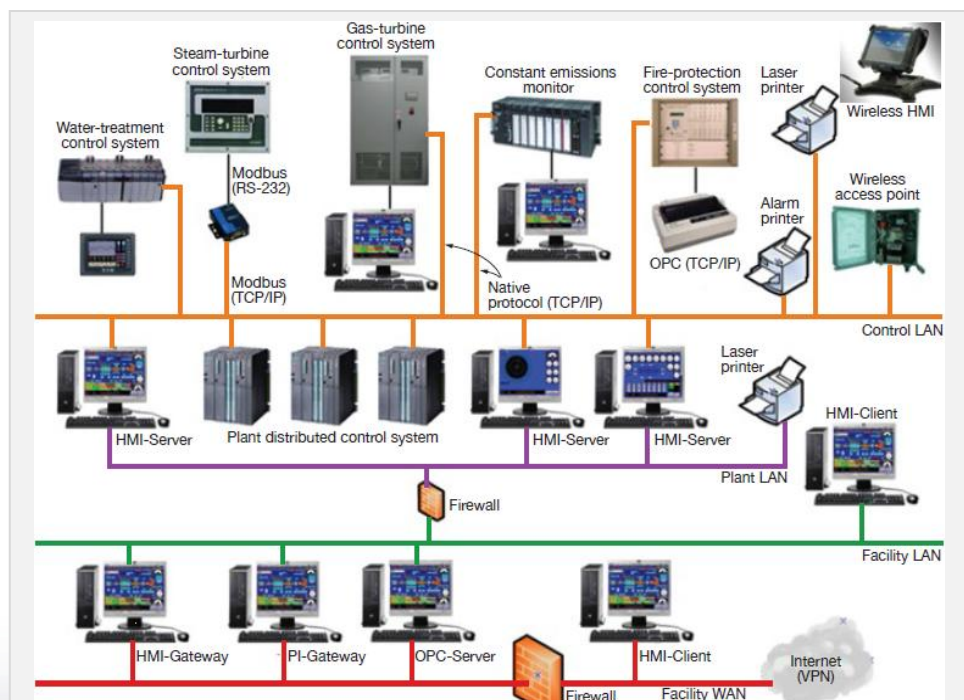 Gas-turbine
control system
Steam-turbine
control system
Constant emissions
monitor
Fire-protection
control system
Laser
printer
Wireless HMI
Water-treatment
control system
Modbus
(RS-232)
Wireless
access point
Alarm
printer
OPC (TCP/IP)
Modbus
(TCP/IP)
Native
protocol (TCP/IP)
Control LAN
Laser
printer
HMI-Client
HMI-Server
Plant distributed control system
HMI-Server
HMI-Server
Plant LAN
Firewall
Facility LAN
HMI-Gateway
PI-Gateway
OPC-Server
HMI-Client
Internet
(VPN)
Firewall
Facility WAN